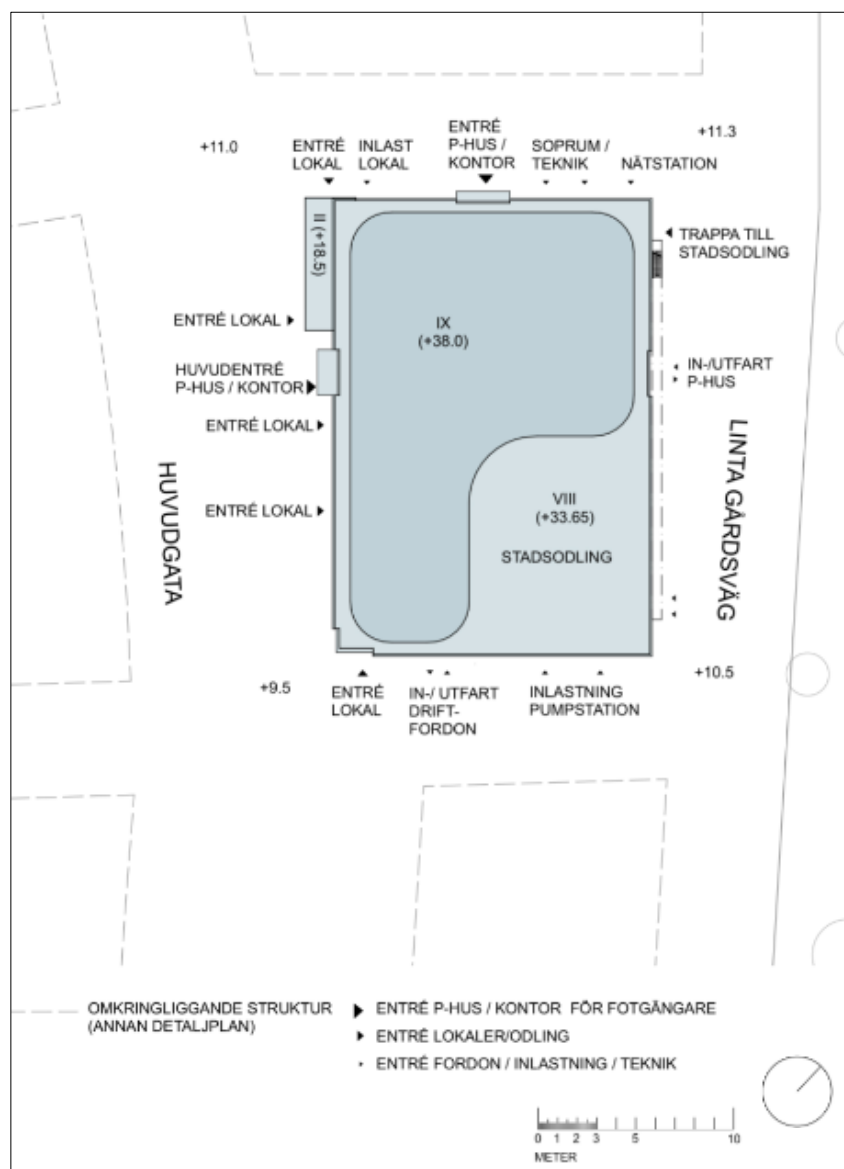 +11.0
ENTRÉ
LOKAL
INLAST
LOKAL
ENTRÉ
P-HUS /
KONTOR
SOPRUM /
TEKNIK
+11.3
NÄTSTATION
II (+18.5)
TRAPPA TILL
STADSODLING
ENTRÉ LOKAL
IX
(+38.0)
HUVUDENTRÉ
P-HUS / KONTOR
IN-/UTFART
P-HUS
ENTRÉ LOKAL
HUVUDGATA
LINTA GÅRDSVÄG
ENTRÉ LOKAL
VIII
(+33.65)
STADSODLING
+9.5
ENTRÉ
LOKAL
IN-/ UTFART
DRIFT-
FORDON
INLASTNING
PUMPSTATION
+10.5
OMKRINGLIGGANDE STRUKTUR
(ANNAN DETALJPLAN)
ENTRÉ P-HUS / KONTOR FÖR FOTGÄNGARE
ENTRÉ LOKALER/ODLING
ENTRÉ FORDON / INLASTNING / TEKNIK
0 1 2 3 5 10
METER